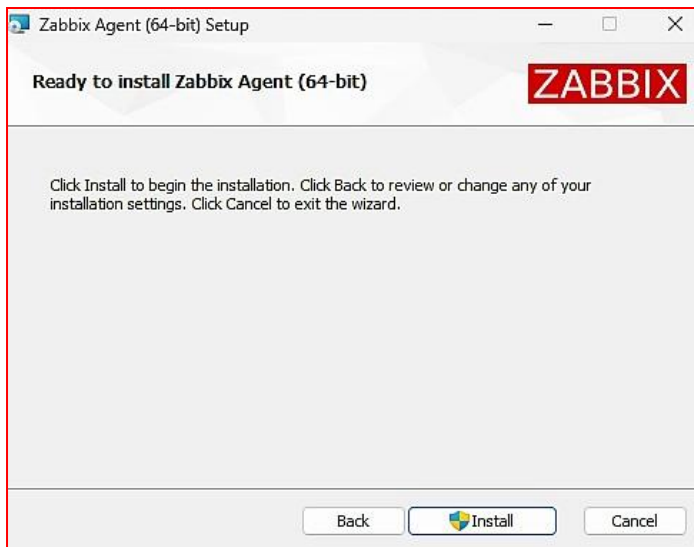 Zabbix Agent (64-bit) Setup
Ready to install Zabbix Agent (64-bit)
ZABBIX
Click Install to begin the installation. Click Back to review or change any of your
installation settings. Click Cancel to exit the wizard.
Back
Install
Cancel